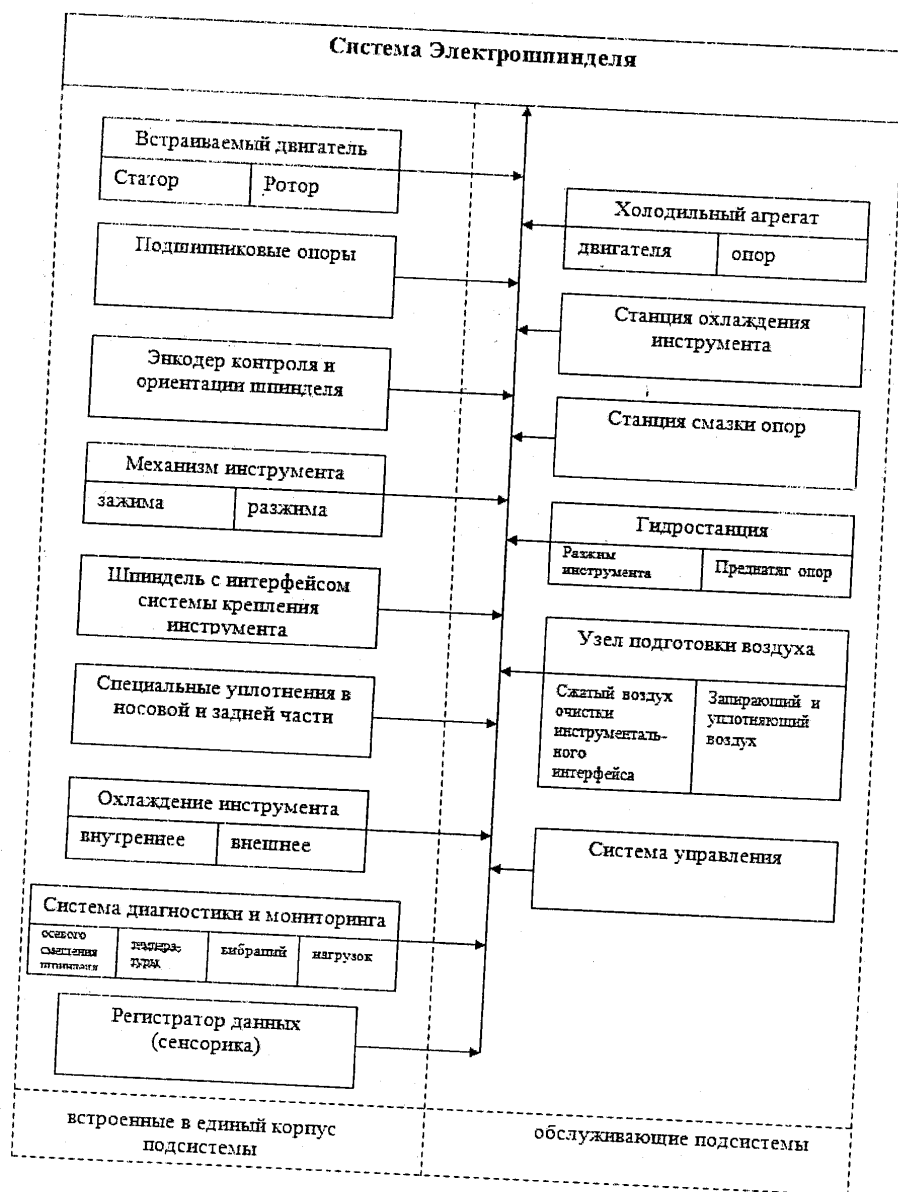 Система Электрошпинделя
Встраиваемый двигатель
Статор
Ротор
Подшипниковые опоры
Энкодер контроля и
ориентации шпинделя
Механизм инструмента
зажима
разжима
Шпиндель с интерфейсом
системы крепления
инструмента
Специальные уплотнения в
носовой и задней части
Охлаждение инструмента
внутреннее
внешнее
Система диагностики и мониторинга
осевого
смещения
шпинделя
темпера-
туры
вибраций
нагрузок
Регистратор данных
(сенсорика)
встроенные в единый корпус
подсистемы
Холодильный агрегат
двигателя
опор
Станция охлаждения
инструмента
Станция смазки опор
Гидростанция
Разжим
инструмента
Преднатяг опор
Узел подготовки воздуха
Сжатый воздух
очистки
инструменталь-
ного
интерфейса
Запирающий и
уплотняющий
воздух
Система управления
обслуживающие подсистемы